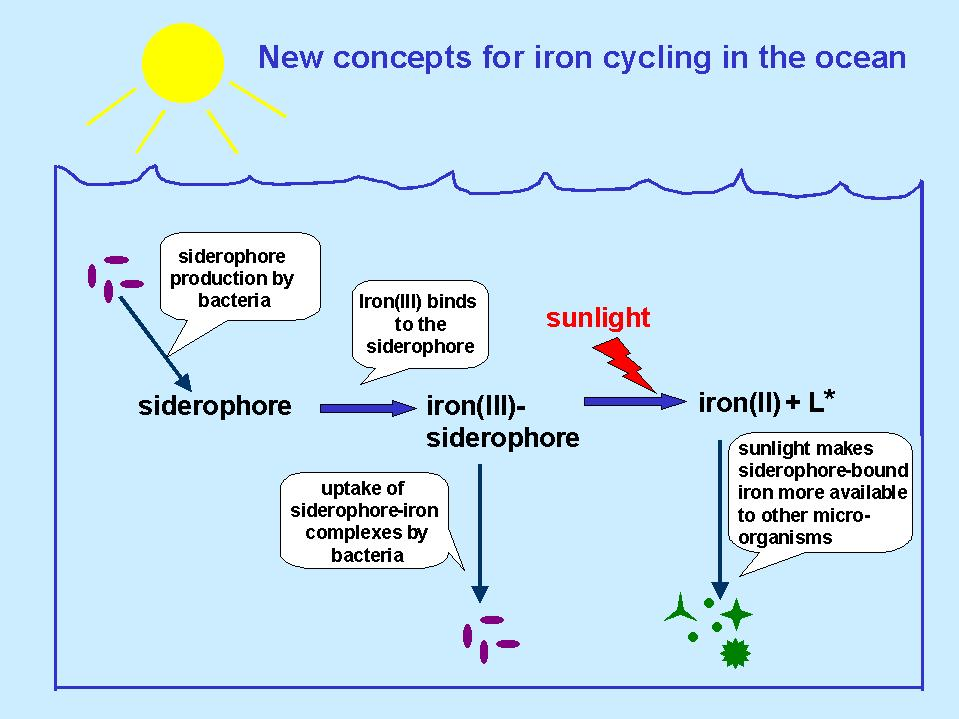 New concepts for iron cycling in the ocean
siderophore
production by
bacteria
Iron(III) binds
to the
siderophore
sunlight
siderophore
iron(III)-
siderophore
iron(II) + L*
uptake of
siderophore-iron
complexes by
bacteria
sunlight makes
siderophore-bound
iron more available
to other micro-
organisms